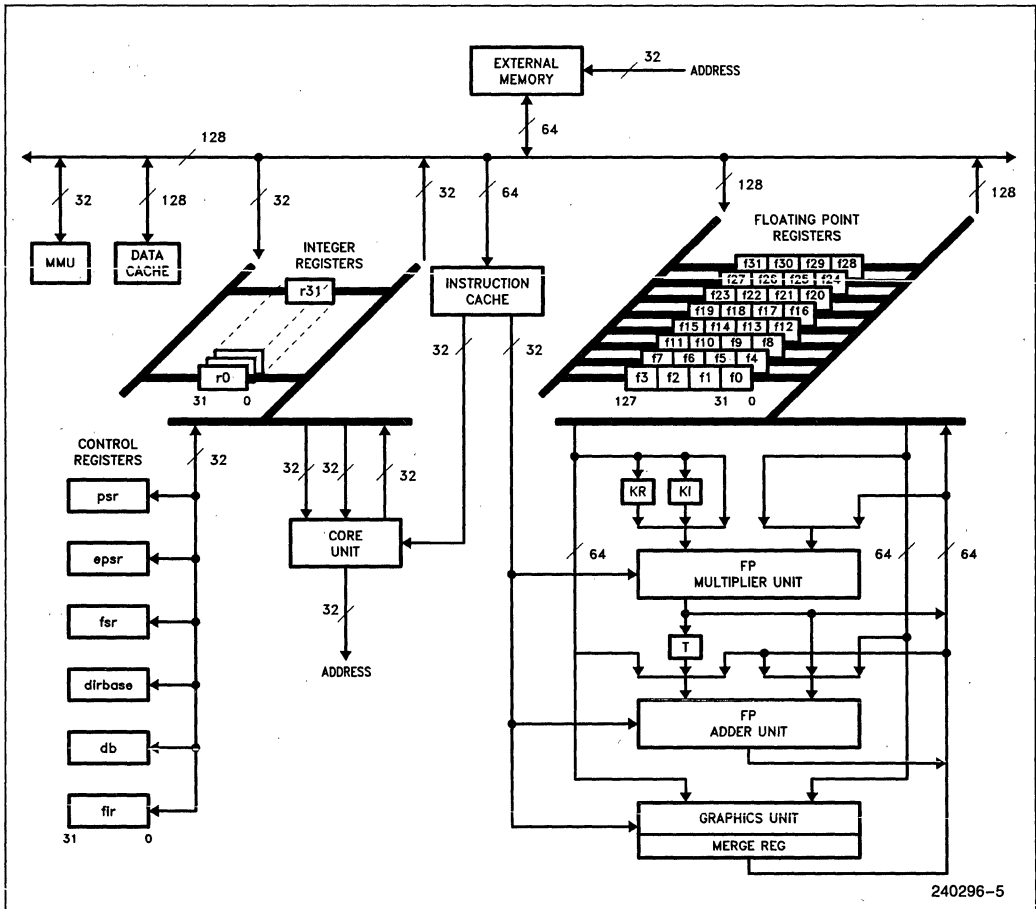 EXTERNAL
MEMORY
32
ADDRESS
64
128
32
128
32
32
64
128
128
MMU
DATA
CACHE
INTEGER
REGISTERS
r31
r0
31 0
INSTRUCTION
CACHE
FLOATING POINT
REGISTERS
f31 f30 f29 f28
f27 f26 f25 f24
f23 f22 f21 f20
f19 f18 f17 f16
f15 f14 f13 f12
f11 f10 f9 f8
f7 f6 f5 f4
f3 f2 f1 f0
127 31 0
32
32
CONTROL
REGISTERS
32
psr
epsr
fsr
dirbase
db
fir
31 0
32
32
32
CORE
UNIT
32
ADDRESS
KR
KI
64
64
64
FP
MULTIPLIER UNIT
T
FP
ADDER UNIT
GRAPHICS UNIT
MERGE REG
240296-5